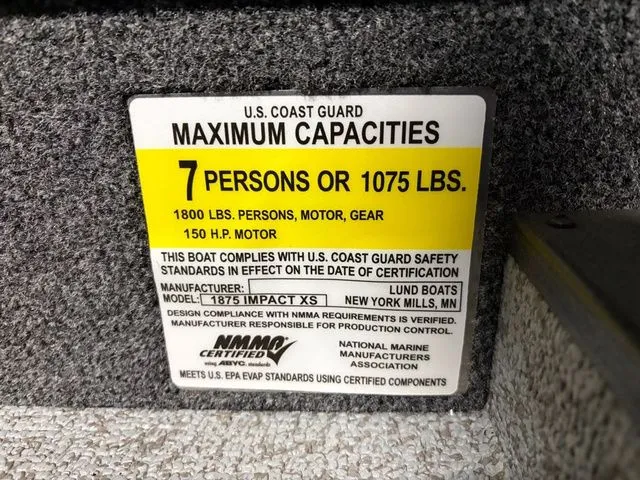 U.S. COAST GUARD
MAXIMUM CAPACITIES
7 PERSONS OR 1075 LBS.
1800 LBS. PERSONS, MOTOR, GEAR
150 H.P. MOTOR
THIS BOAT COMPLIES WITH U.S. COAST GUARD SAFETY
STANDARDS IN EFFECT ON THE DATE OF CERTIFICATION
MANUFACTURER: LUND BOATS
MODEL: 1875 IMPACT XS NEW YORK MILLS, MN
DESIGN COMPLIANCE WITH NMMA REQUIREMENTS IS VERIFIED.
MANUFACTURER RESPONSIBLE FOR PRODUCTION CONTROL.
NMMA
CERTIFIED
using ABYC standards
NATIONAL MARINE
MANUFACTURERS
ASSOCIATION
MEETS U.S. EPA EVAP STANDARDS USING CERTIFIED COMPONENTS